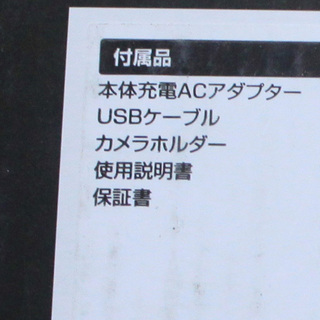 付属品
本体充電ACアダプター
USBケーブル
カメラホルダー
使用説明書
保証書